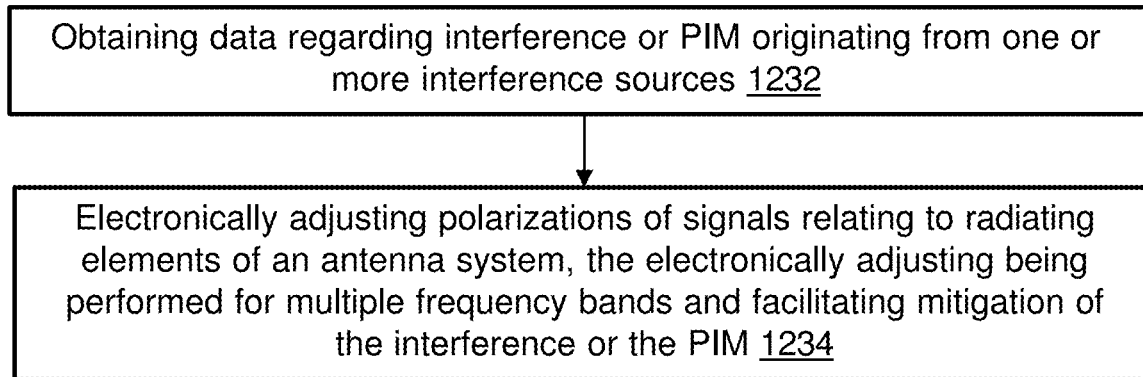 Obtaining data regarding interference or PIM originating from one or
more interference sources 1232
Electronically adjusting polarizations of signals relating to radiating
elements of an antenna system, the electronically adjusting being
performed for multiple frequency bands and facilitating mitigation of
the interference or the PIM 1234